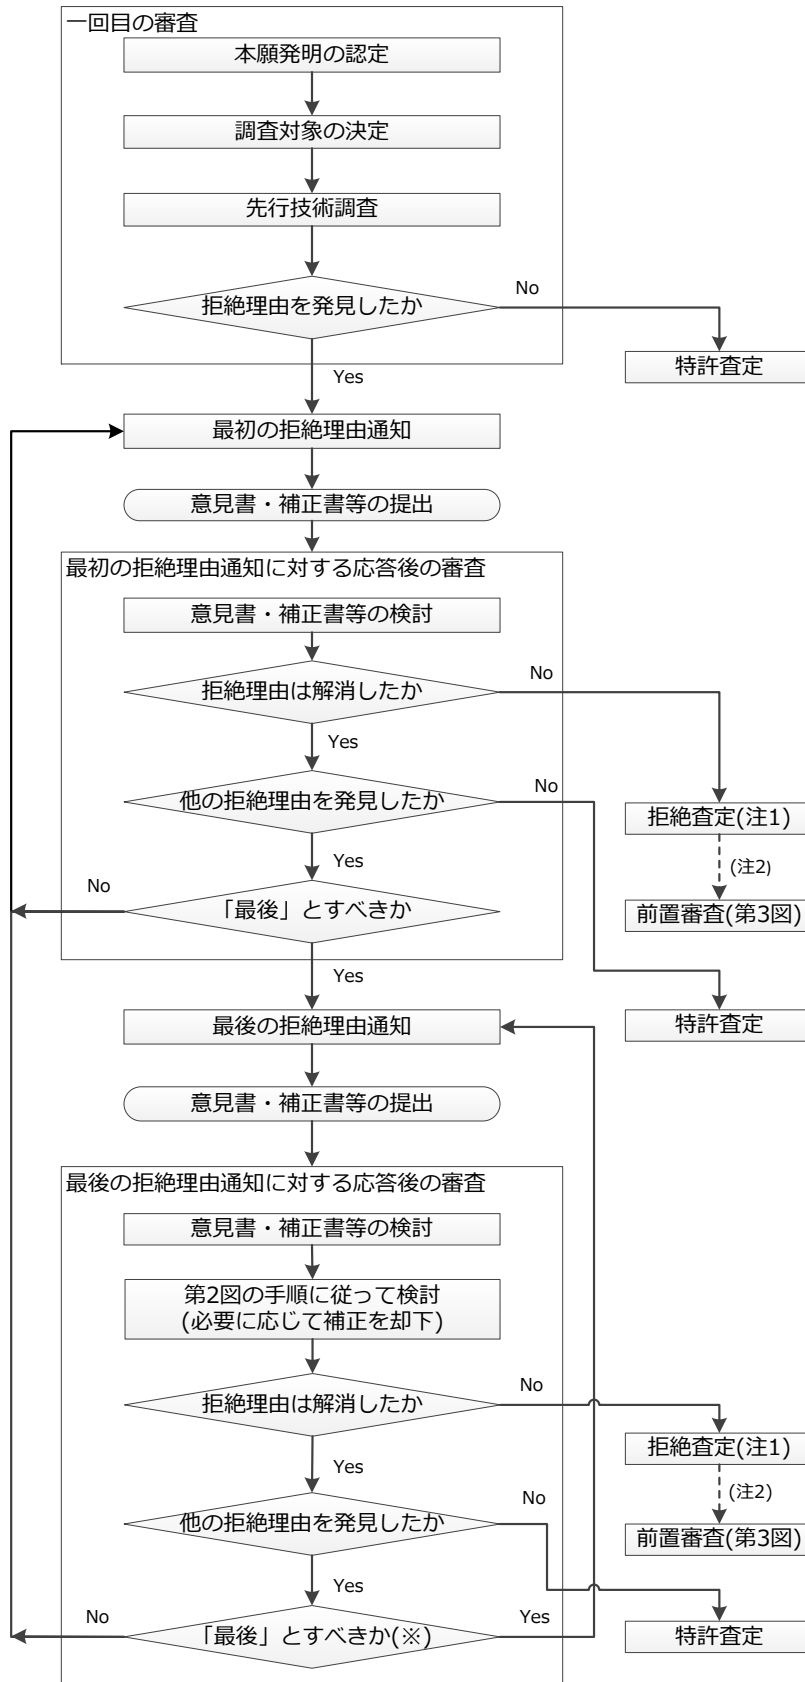 一回目の審査
本願発明の認定
調査対象の決定
先行技術調査
拒絶理由を発見したか
No
特許査定
Yes
最初の拒絶理由通知
意見書・補正書等の提出
最初の拒絶理由通知に対する応答後の審査
意見書・補正書等の検討
拒絶理由は解消したか
No
Yes
他の拒絶理由を発見したか
No
拒絶査定(注1)
Yes
(注2)
No
「最後」とすべきか
前置審査(第3図)
Yes
最後の拒絶理由通知
特許査定
意見書・補正書等の提出
最後の拒絶理由通知に対する応答後の審査
意見書・補正書等の検討
第2図の手順に従って検討
(必要に応じて補正を却下)
拒絶理由は解消したか
No
拒絶査定(注1)
Yes
(注2)
No
他の拒絶理由を発見したか
前置審査(第3図)
Yes
No
「最後」とすべきか(※)
Yes
特許査定